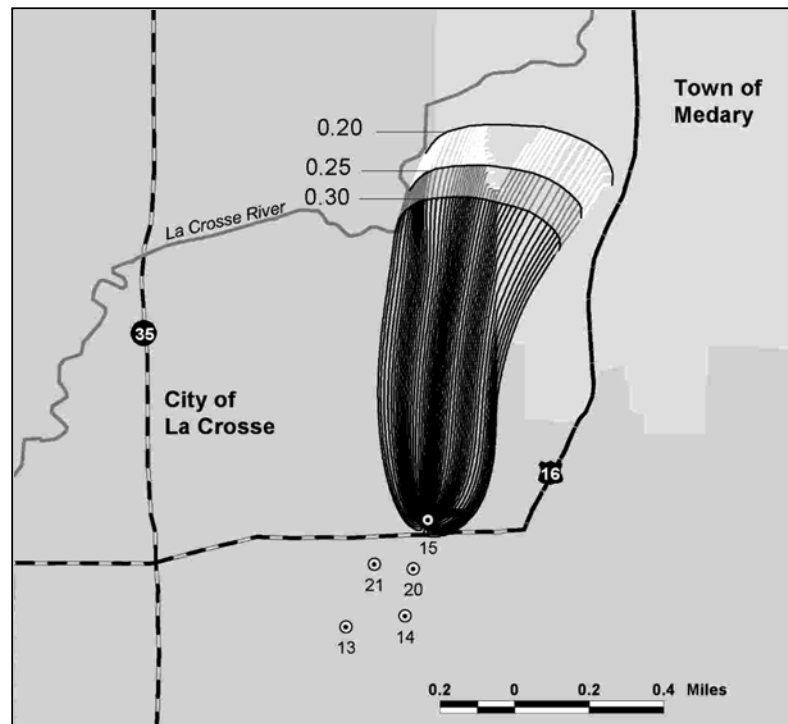 Town of
Medary
0.20
0.25
0.30
La Crosse River
35
City of
La Crosse
16
15
21
20
14
13
0.2 0 0.2 0.4 Miles